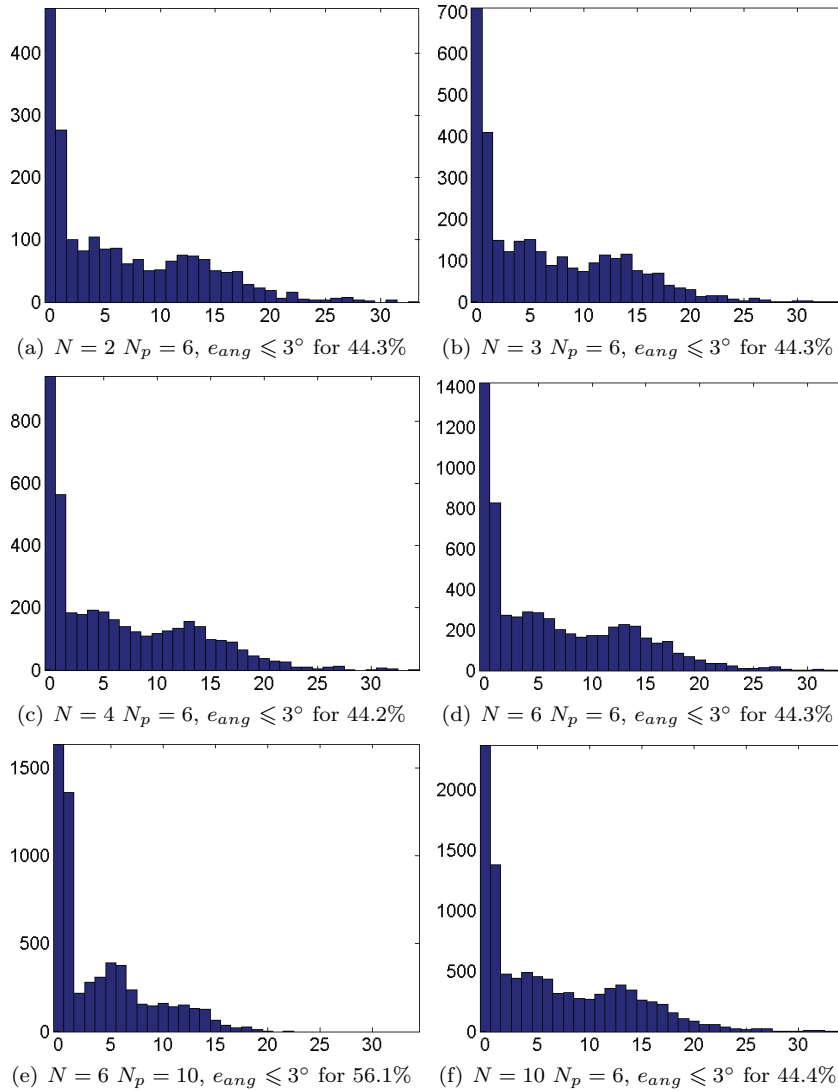 400
300
200
100
0
0 5 10 15 20 25 30
(a) N = 2 N_p = 6, e_ang ⩽ 3° for 44.3%
700
600
500
400
300
200
100
0
0 5 10 15 20 25 30
(b) N = 3 N_p = 6, e_ang ⩽ 3° for 44.3%
800
600
400
200
0
0 5 10 15 20 25 30
(c) N = 4 N_p = 6, e_ang ⩽ 3° for 44.2%
1400
1200
1000
800
600
400
200
0
0 5 10 15 20 25 30
(d) N = 6 N_p = 6, e_ang ⩽ 3° for 44.3%
1500
1000
500
0
0 5 10 15 20 25 30
(e) N = 6 N_p = 10, e_ang ⩽ 3° for 56.1%
2000
1500
1000
500
0
0 5 10 15 20 25 30
(f) N = 10 N_p = 6, e_ang ⩽ 3° for 44.4%